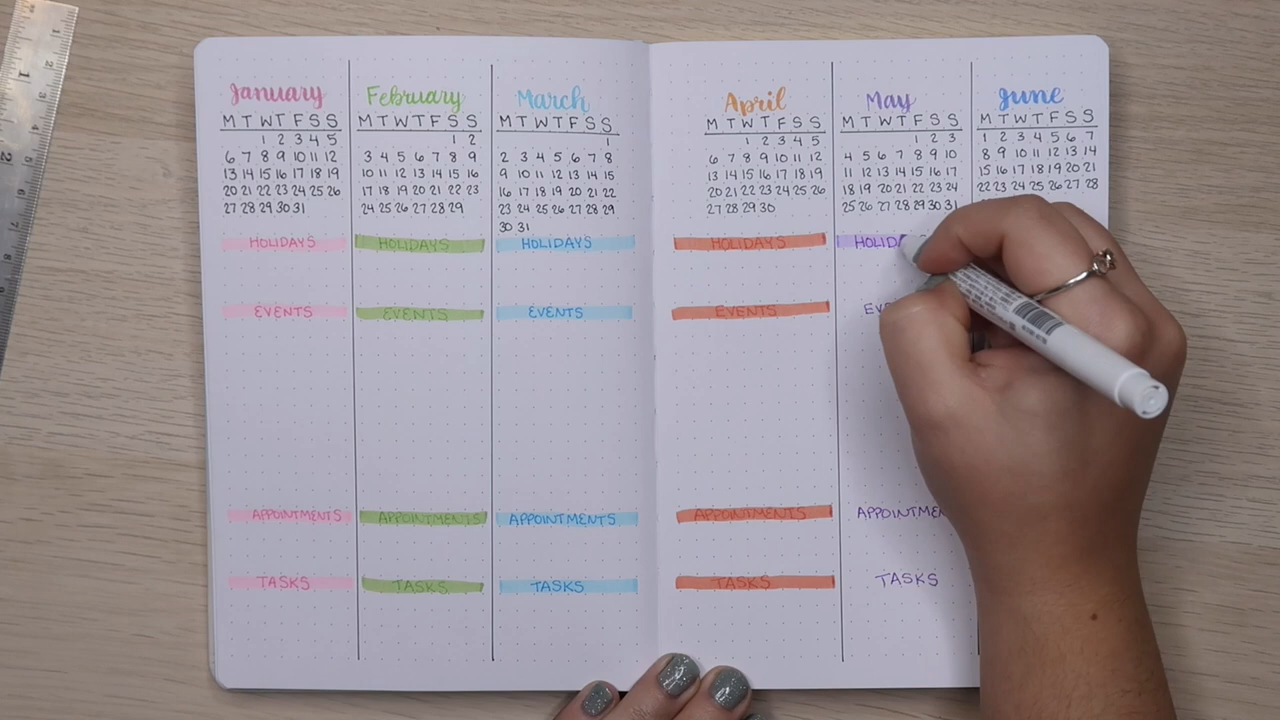 January
M T W T F S S
1 2 3 4 5
6 7 8 9 10 11 12
13 14 15 16 17 18 19
20 21 22 23 24 25 26
27 28 29 30 31
HOLIDAYS
EVENTS
APPOINTMENTS
TASKS
February
M T W T F S S
1 2
3 4 5 6 7 8 9
10 11 12 13 14 15 16
17 18 19 20 21 22 23
24 25 26 27 28 29
HOLIDAYS
EVENTS
APPOINTMENTS
TASKS
March
M T W T F S S
1
2 3 4 5 6 7 8
9 10 11 12 13 14 15
16 17 18 19 20 21 22
23 24 25 26 27 28 29
30 31
HOLIDAYS
EVENTS
APPOINTMENTS
TASKS
April
M T W T F S S
1 2 3 4 5
6 7 8 9 10 11 12
13 14 15 16 17 18 19
20 21 22 23 24 25 26
27 28 29 30
HOLIDAYS
EVENTS
APPOINTMENTS
TASKS
May
M T W T F S S
1 2 3
4 5 6 7 8 9 10
11 12 13 14 15 16 17
18 19 20 21 22 23 24
25 26 27 28 29 30 31
HOLID
EV
APPOINTMEN
TASKS
June
M T W T F S S
1 2 3 4 5 6 7
8 9 10 11 12 13 14
15 16 17 18 19 20 21
22 23 24 25 26 27 28